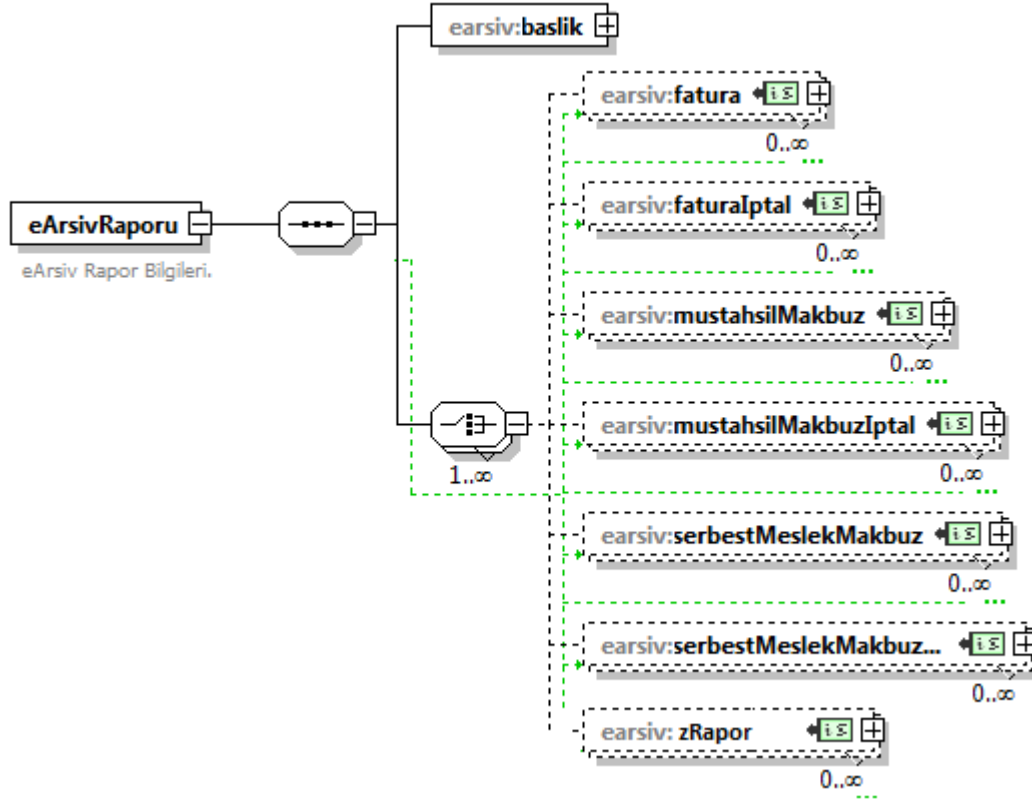 earsiv:baslik
earsiv:fatura
0..∞
eArsivRaporu
eArsiv Rapor Bilgileri.
earsiv:faturaIptal
0..∞
earsiv:mustahsilMakbuz
0..∞
1..∞
earsiv:mustahsilMakbuzIptal
0..∞
earsiv:serbestMeslekMakbuz
0..∞
earsiv:serbestMeslekMakbuz...
0..∞
earsiv: zRapor
0..∞